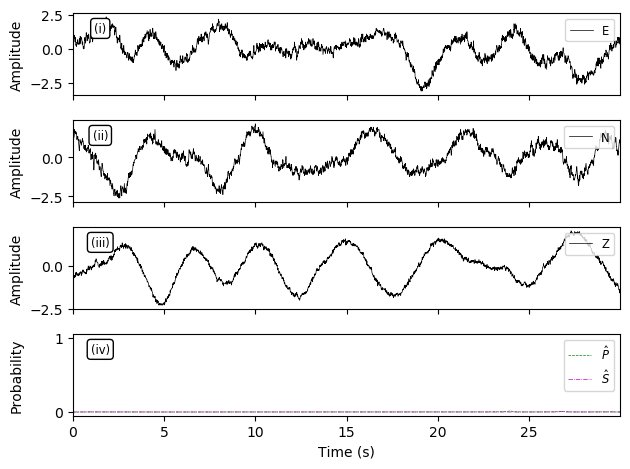 2.5
0.0
−2.5
Amplitude
(i)
E
0.0
−2.5
Amplitude
(ii)
N
0.0
−2.5
Amplitude
(iii)
Z
1
0
Probability
(iv)
P̂
Ŝ
0 5 10 15 20 25
Time (s)